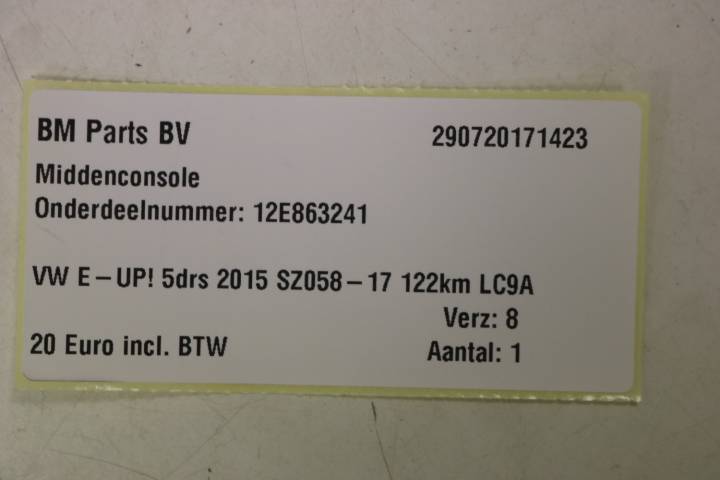 BM Parts BV 290720171423
Middenconsole
Onderdeelnummer: 12E863241
VW E-UP! 5drs 2015 SZ058-17 122km LC9A
Verz: 8
20 Euro incl. BTW Aantal: 1